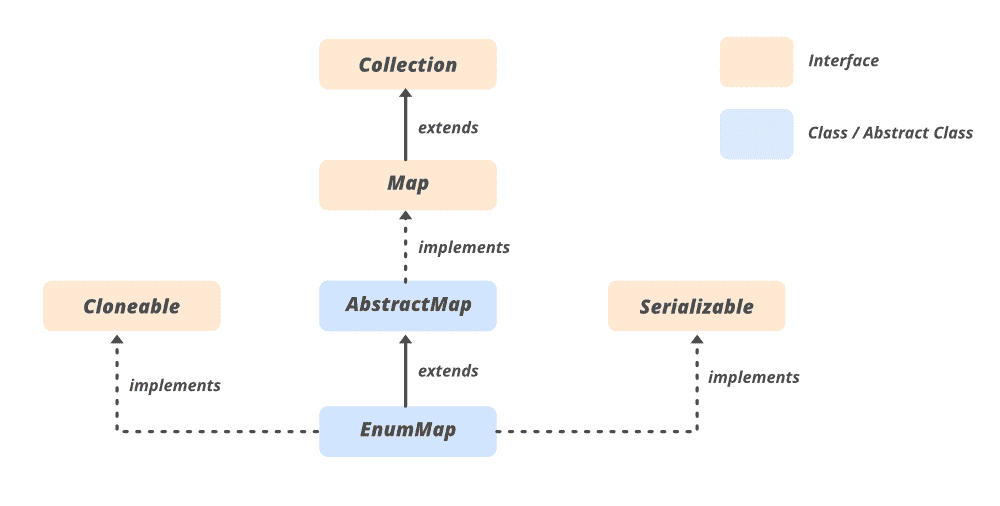 Collection
Interface
extends
Class / Abstract Class
Map
implements
Cloneable
AbstractMap
Serializable
implements
extends
implements
EnumMap